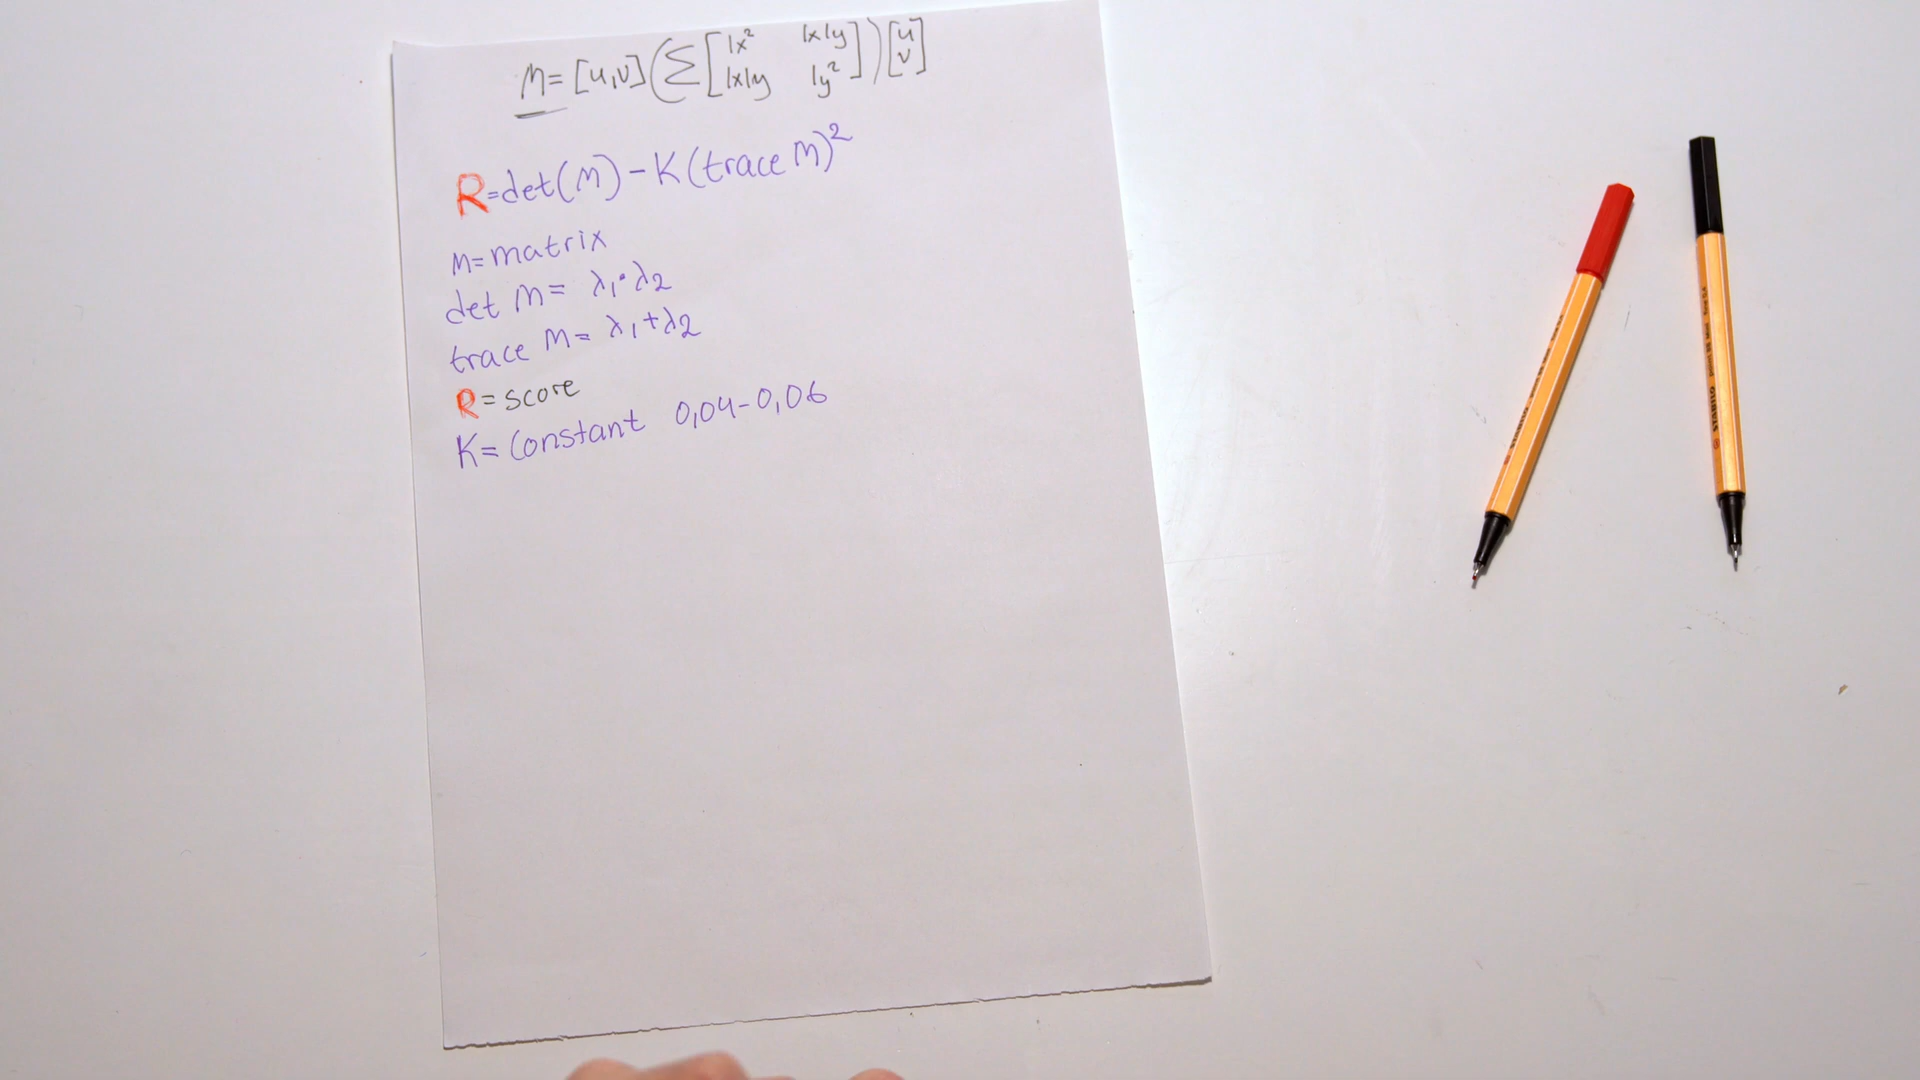 M= [u,v] (Σ [Ix² IxIy IxIy Iy²]) [u v]
R=det(M)-K(trace M)²
M=matrix
det M= λ₁·λ₂
trace M= λ₁+λ₂
R=score
K=Constant 0,04-0,06
STABILO